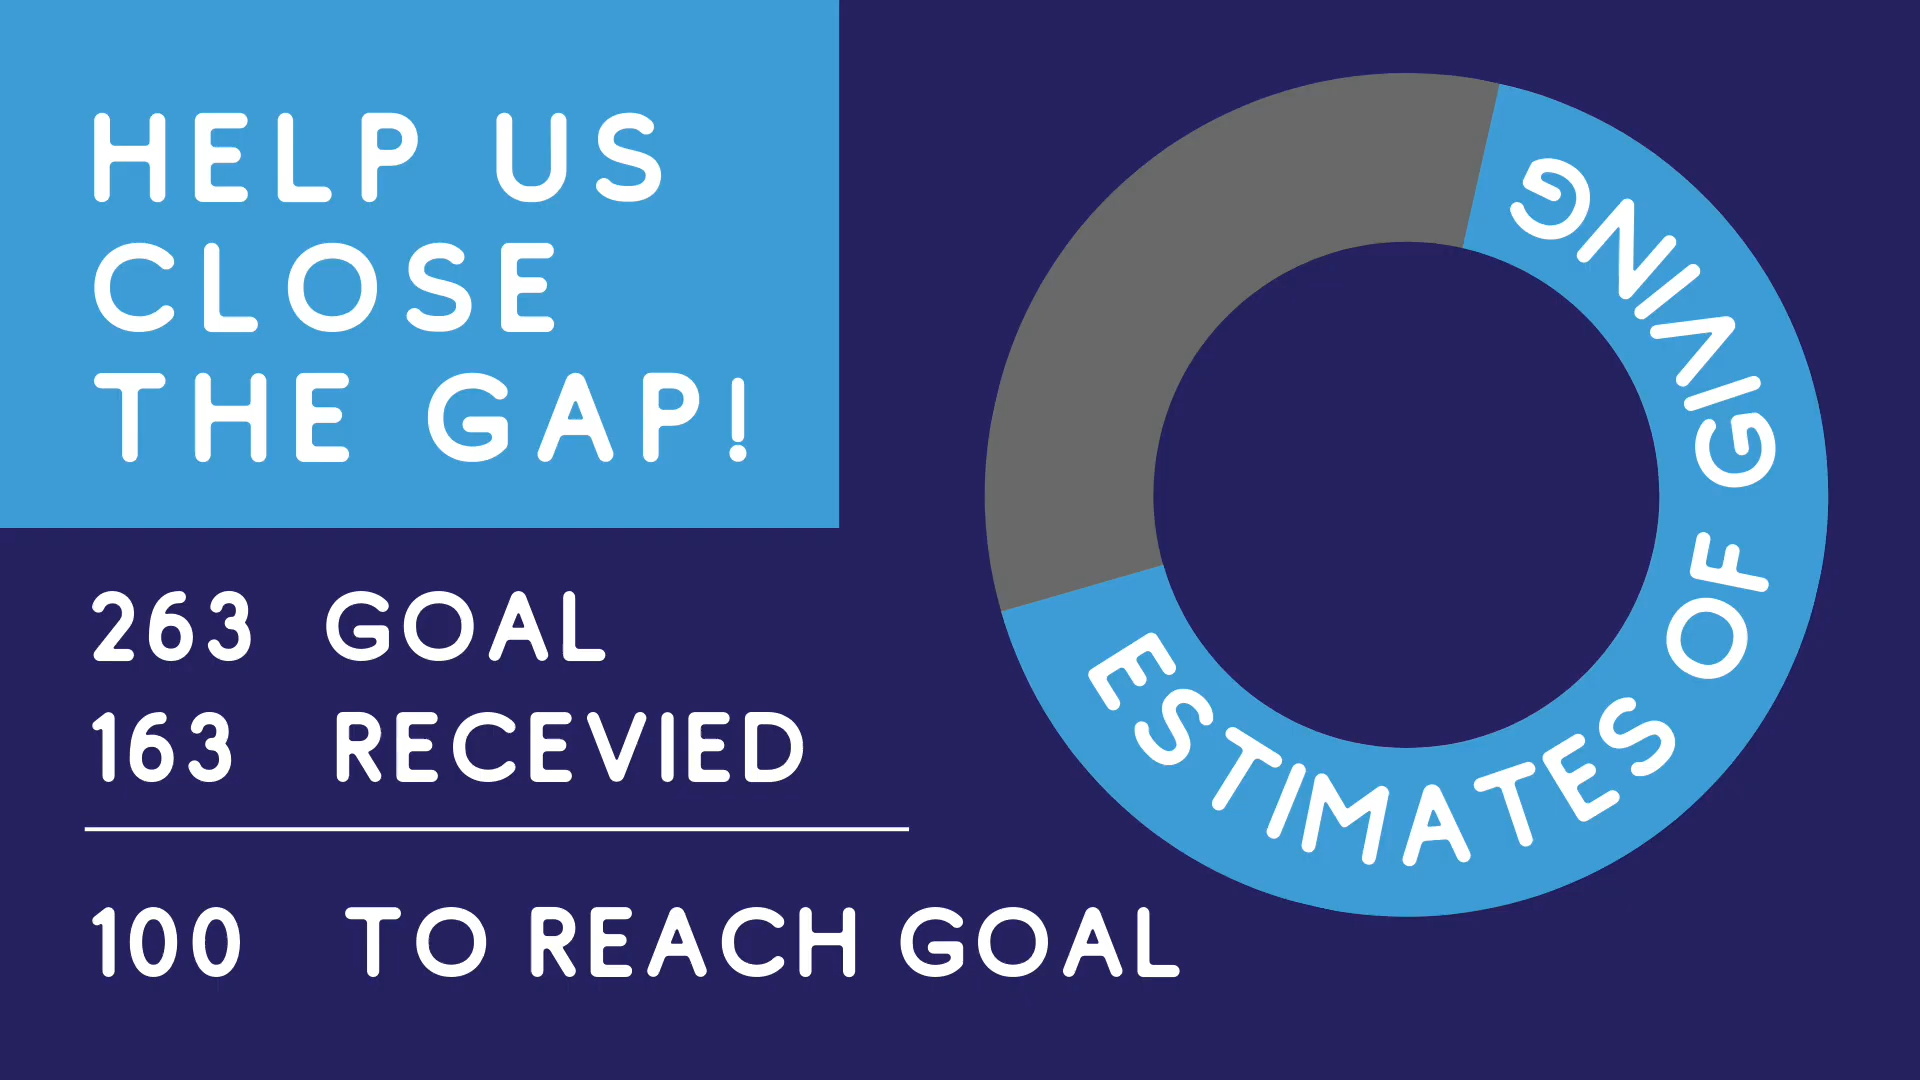 HELP US
CLOSE
THE GAP!
263 GOAL
163 RECEVIED
100 TO REACH GOAL
ESTIMATES OF GIVING